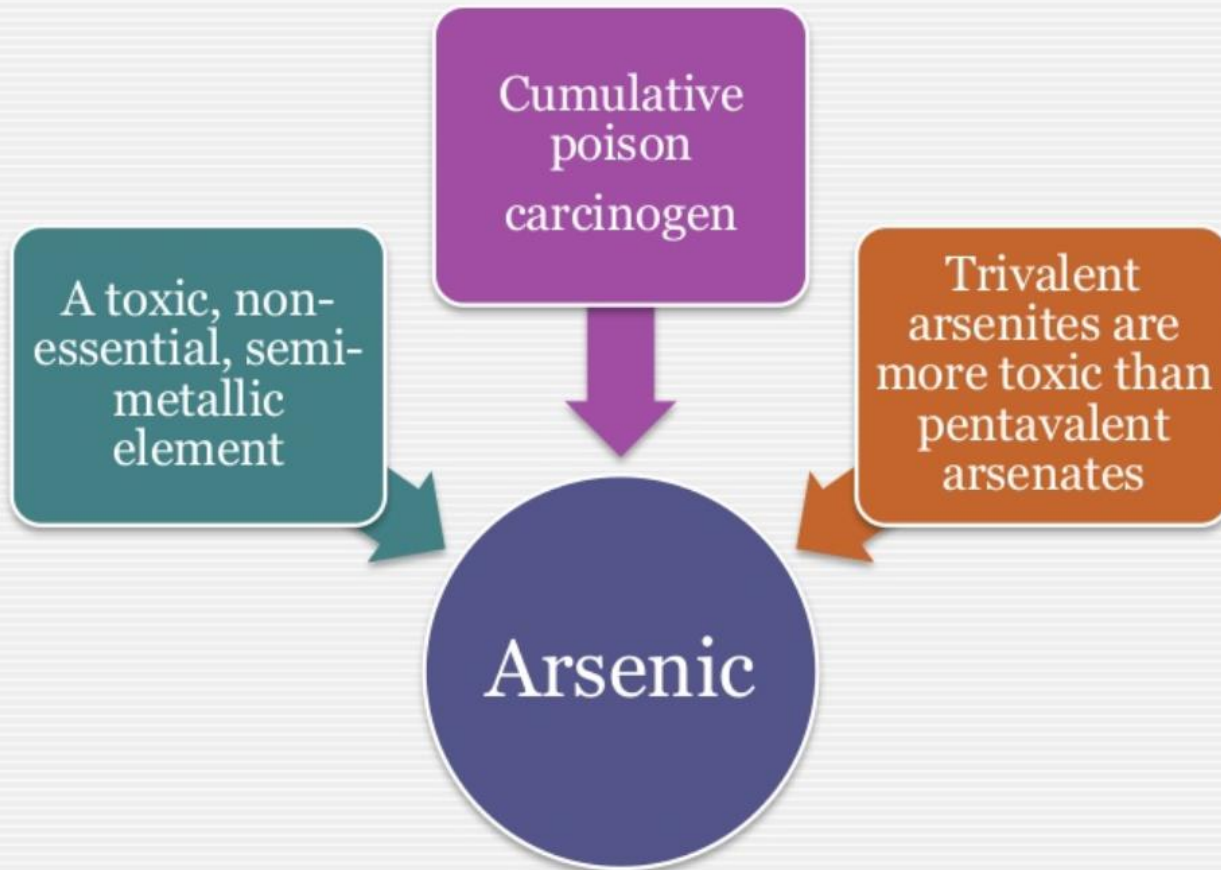 Cumulative
poison
carcinogen
A toxic, non-
essential, semi-
metallic
element
Trivalent
arsenites are
more toxic than
pentavalent
arsenates
Arsenic